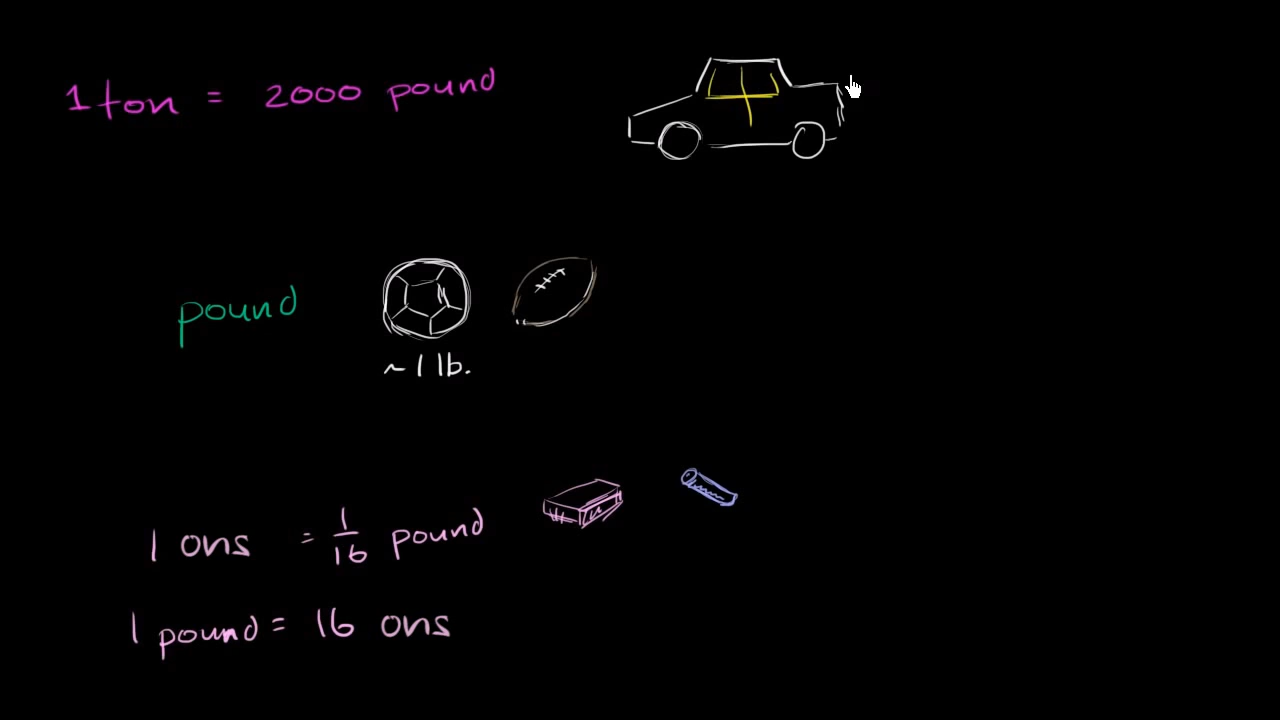 1 ton = 2000 pound
pound
~ 1 lb.
1 ons = 1/16 pound
1 pound = 16 ons